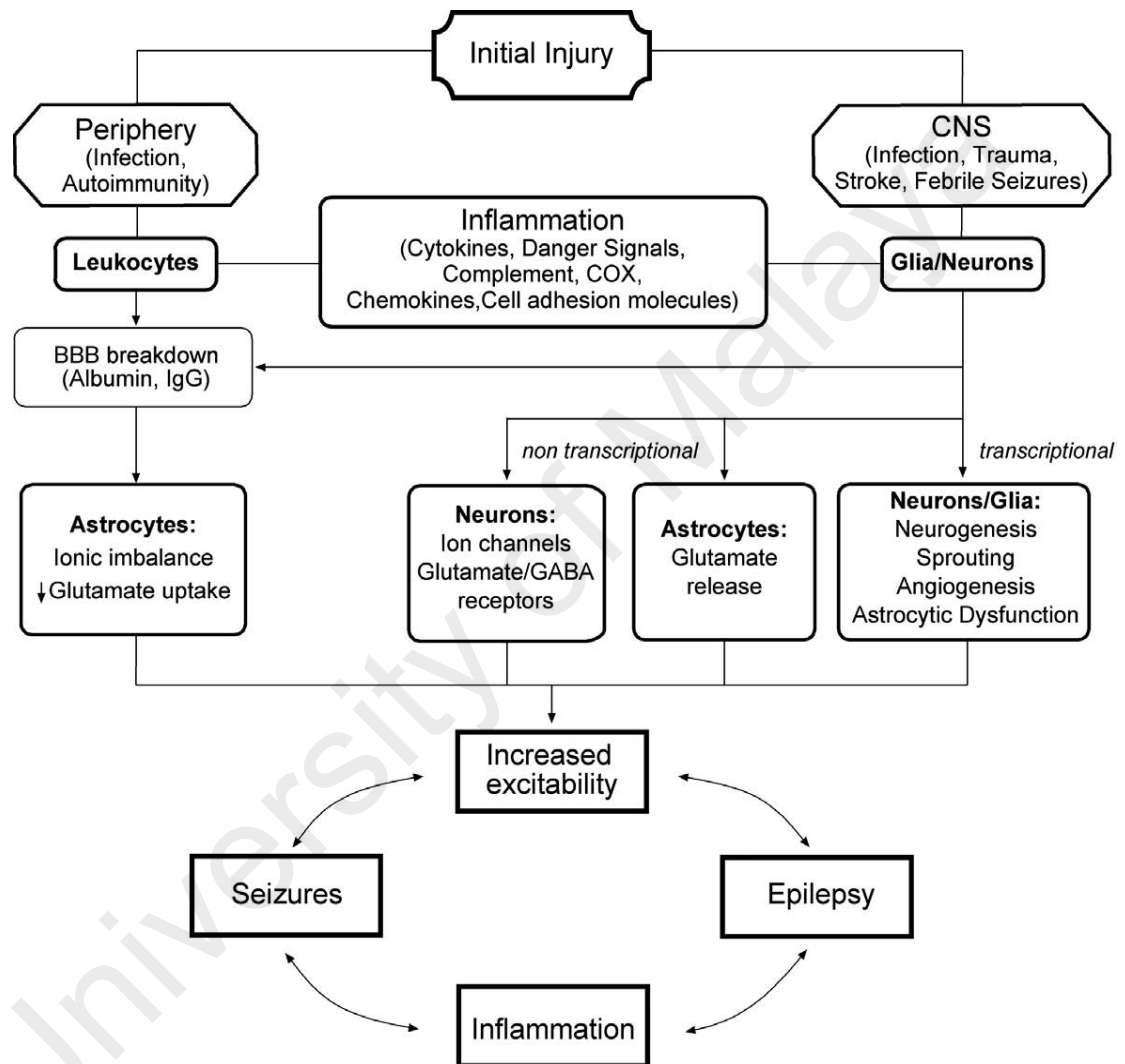 Initial Injury
Periphery
(Infection,
Autoimmunity)
CNS
(Infection, Trauma,
Stroke, Febrile Seizures)
Inflammation
(Cytokines, Danger Signals,
Complement, COX,
Chemokines,Cell adhesion molecules)
Leukocytes
Glia/Neurons
BBB breakdown
(Albumin, IgG)
non transcriptional
transcriptional
Astrocytes:
Ionic imbalance
↓Glutamate uptake
Neurons:
Ion channels
Glutamate/GABA
receptors
Astrocytes:
Glutamate
release
Neurons/Glia:
Neurogenesis
Sprouting
Angiogenesis
Astrocytic Dysfunction
Increased
excitability
Seizures
Epilepsy
Inflammation
University of Malaya